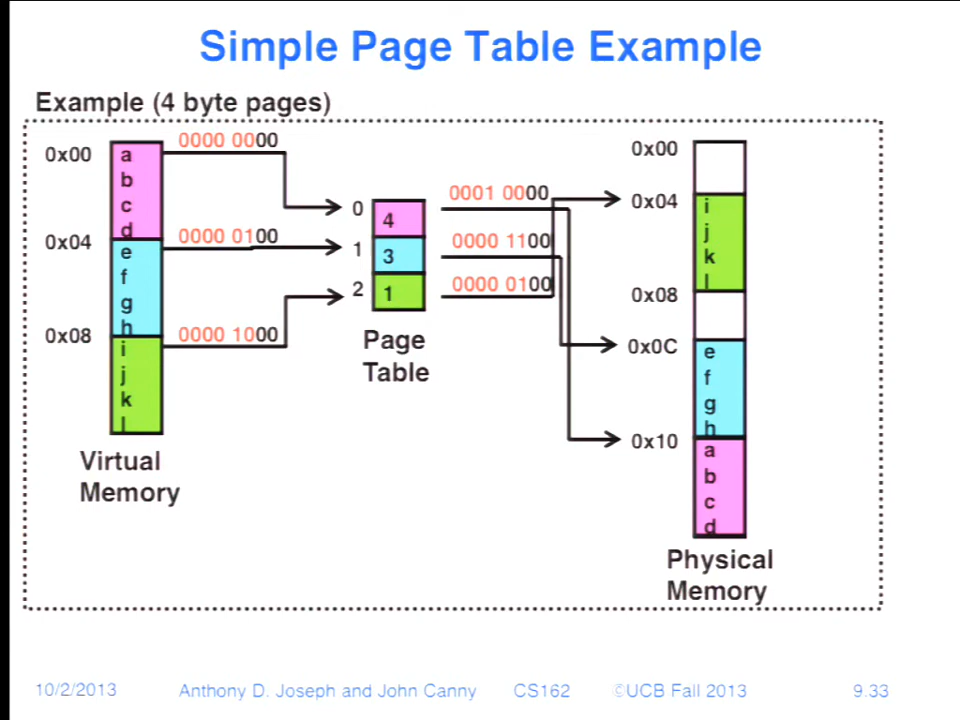 Simple Page Table Example
Example (4 byte pages)
0x00
a
b
c
d
0x04
e
f
g
h
0x08
i
j
k
l
Virtual
Memory
0000 0000
0000 0100
0000 1000
0
4
1
3
2
1
Page
Table
0001 0000
0000 1100
0000 0100
0x00
0x04
i
j
k
l
0x08
0x0C
e
f
g
h
0x10
a
b
c
d
Physical
Memory
10/2/2013
Anthony D. Joseph and John Canny
CS162
©UCB Fall 2013
9.33